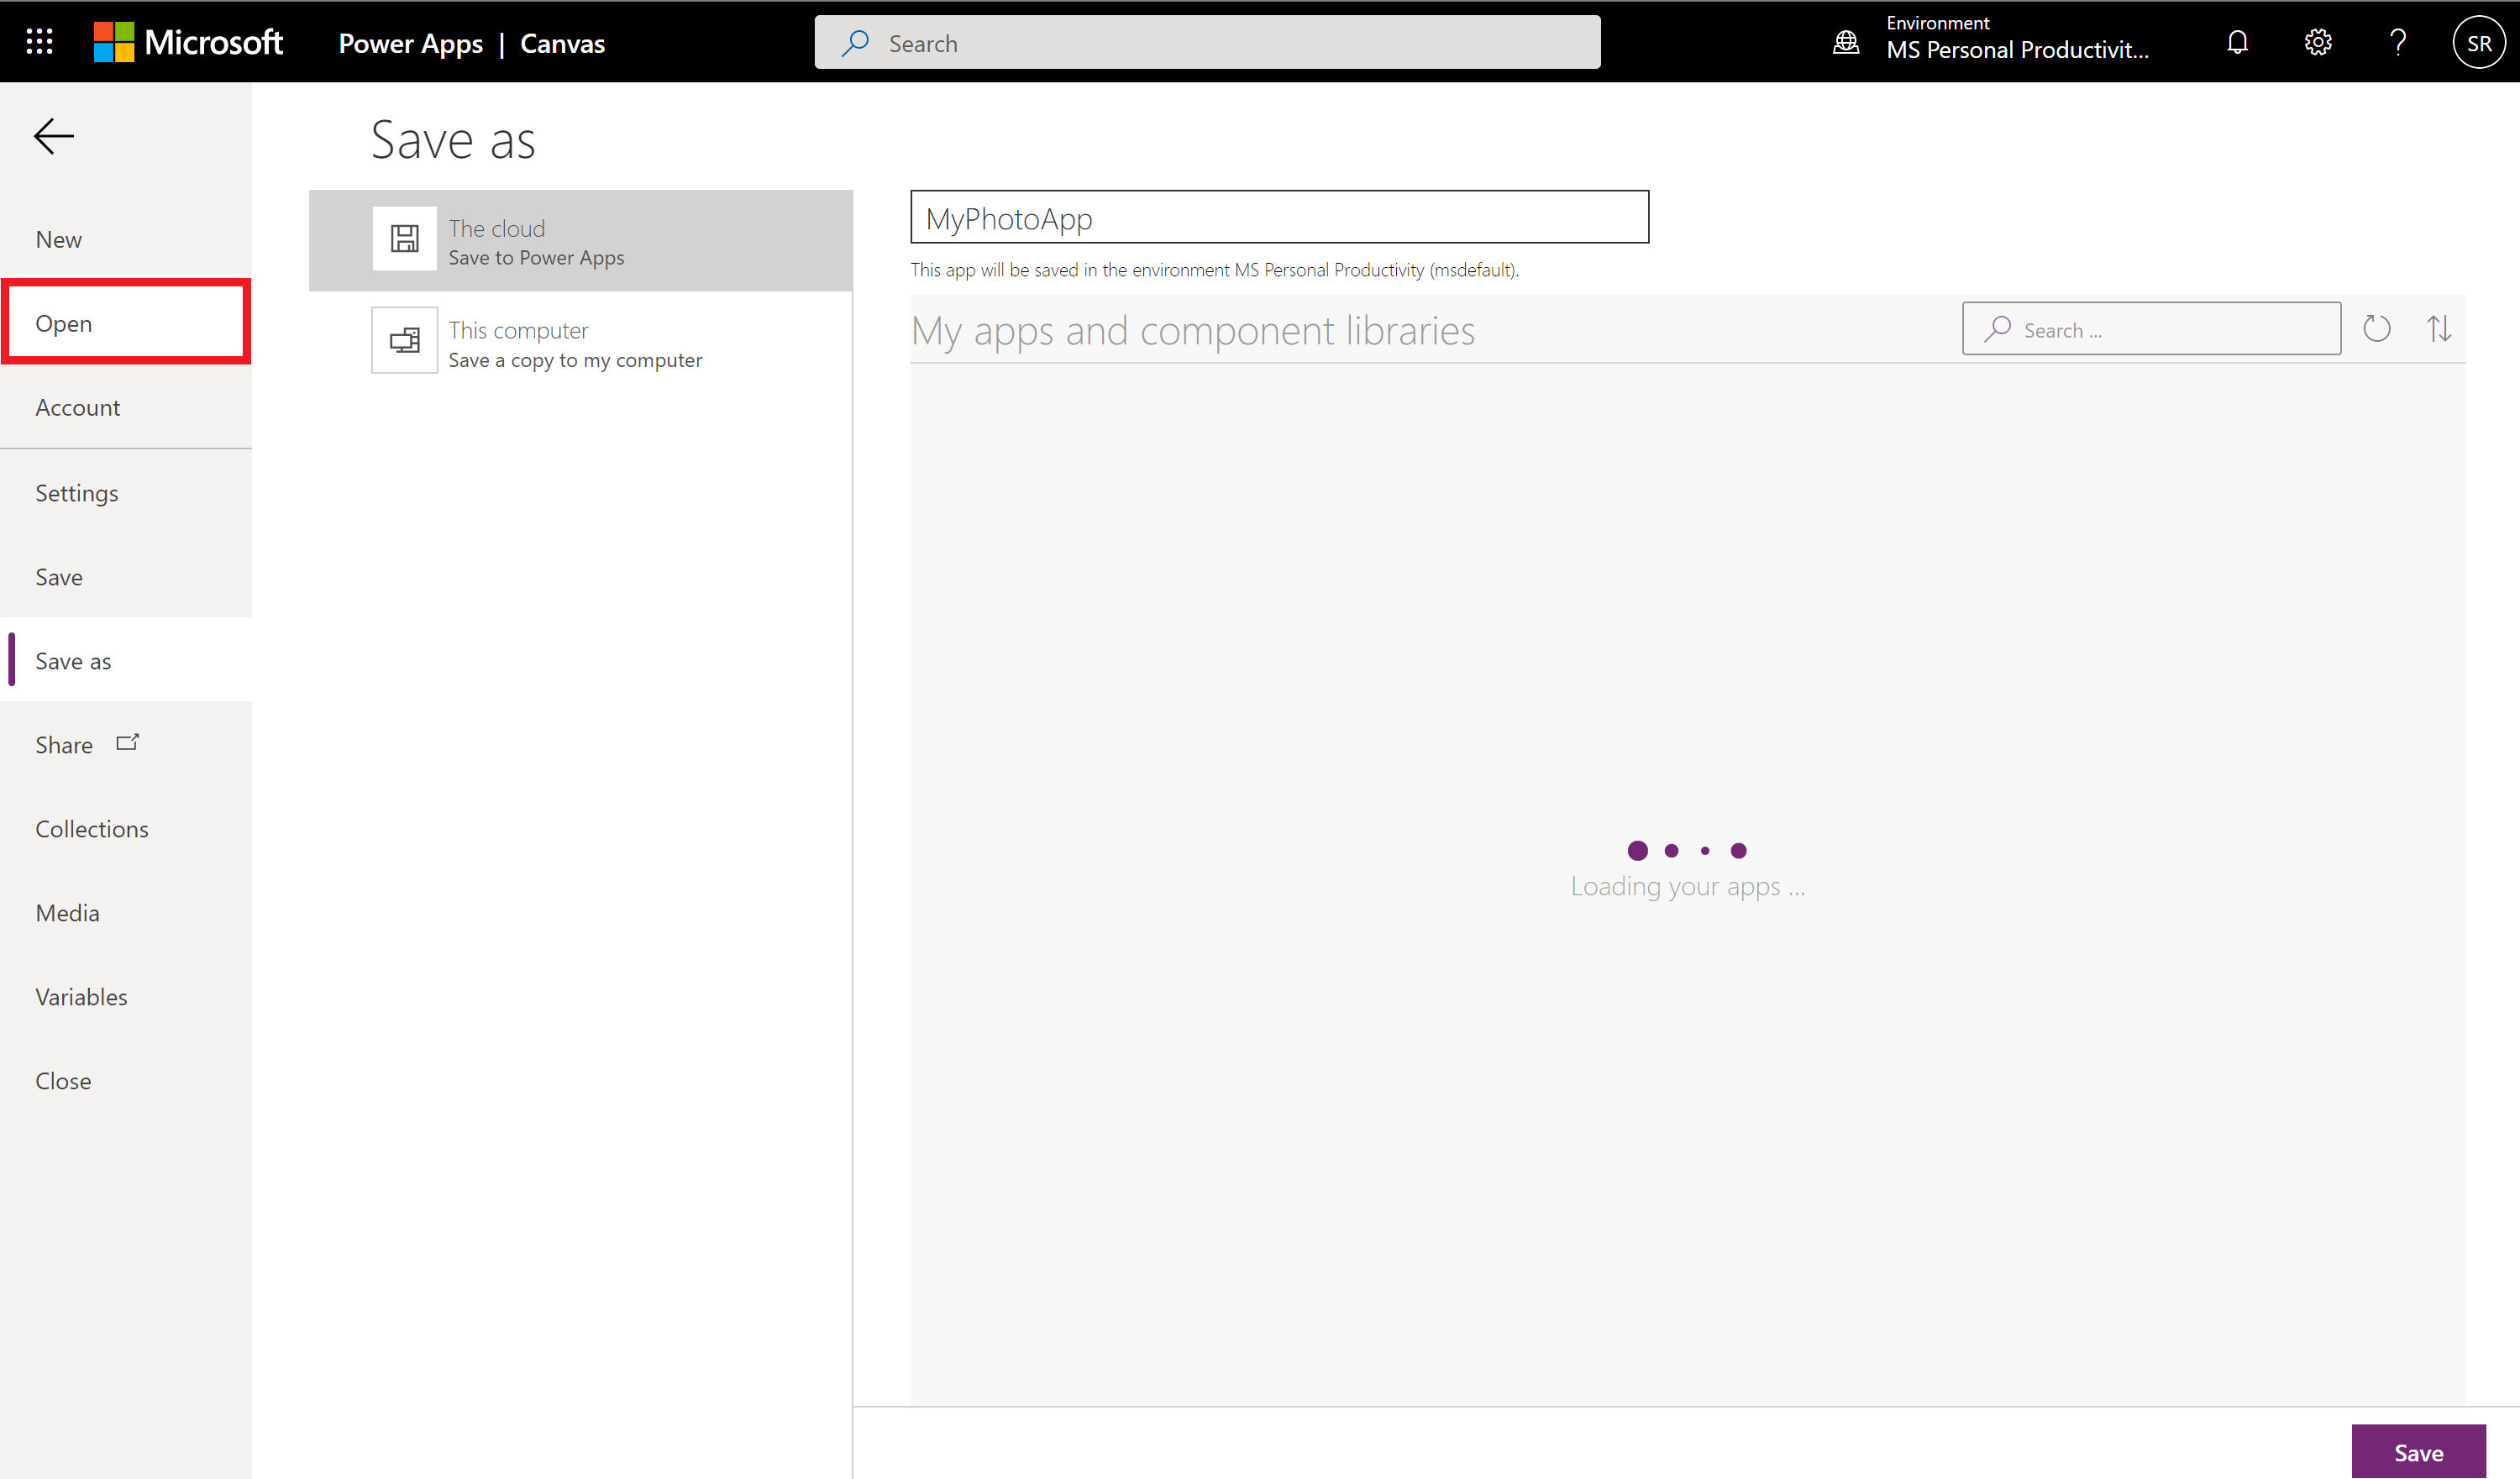 Microsoft
Power Apps | Canvas
Search
Environment
MS Personal Productivit...
SR
Save as
New
Open
Account
Settings
Save
Save as
Share
Collections
Media
Variables
Close
The cloud
Save to Power Apps
This computer
Save a copy to my computer
MyPhotoApp
This app will be saved in the environment MS Personal Productivity (msdefault).
My apps and component libraries
Search ...
Loading your apps ...
Save